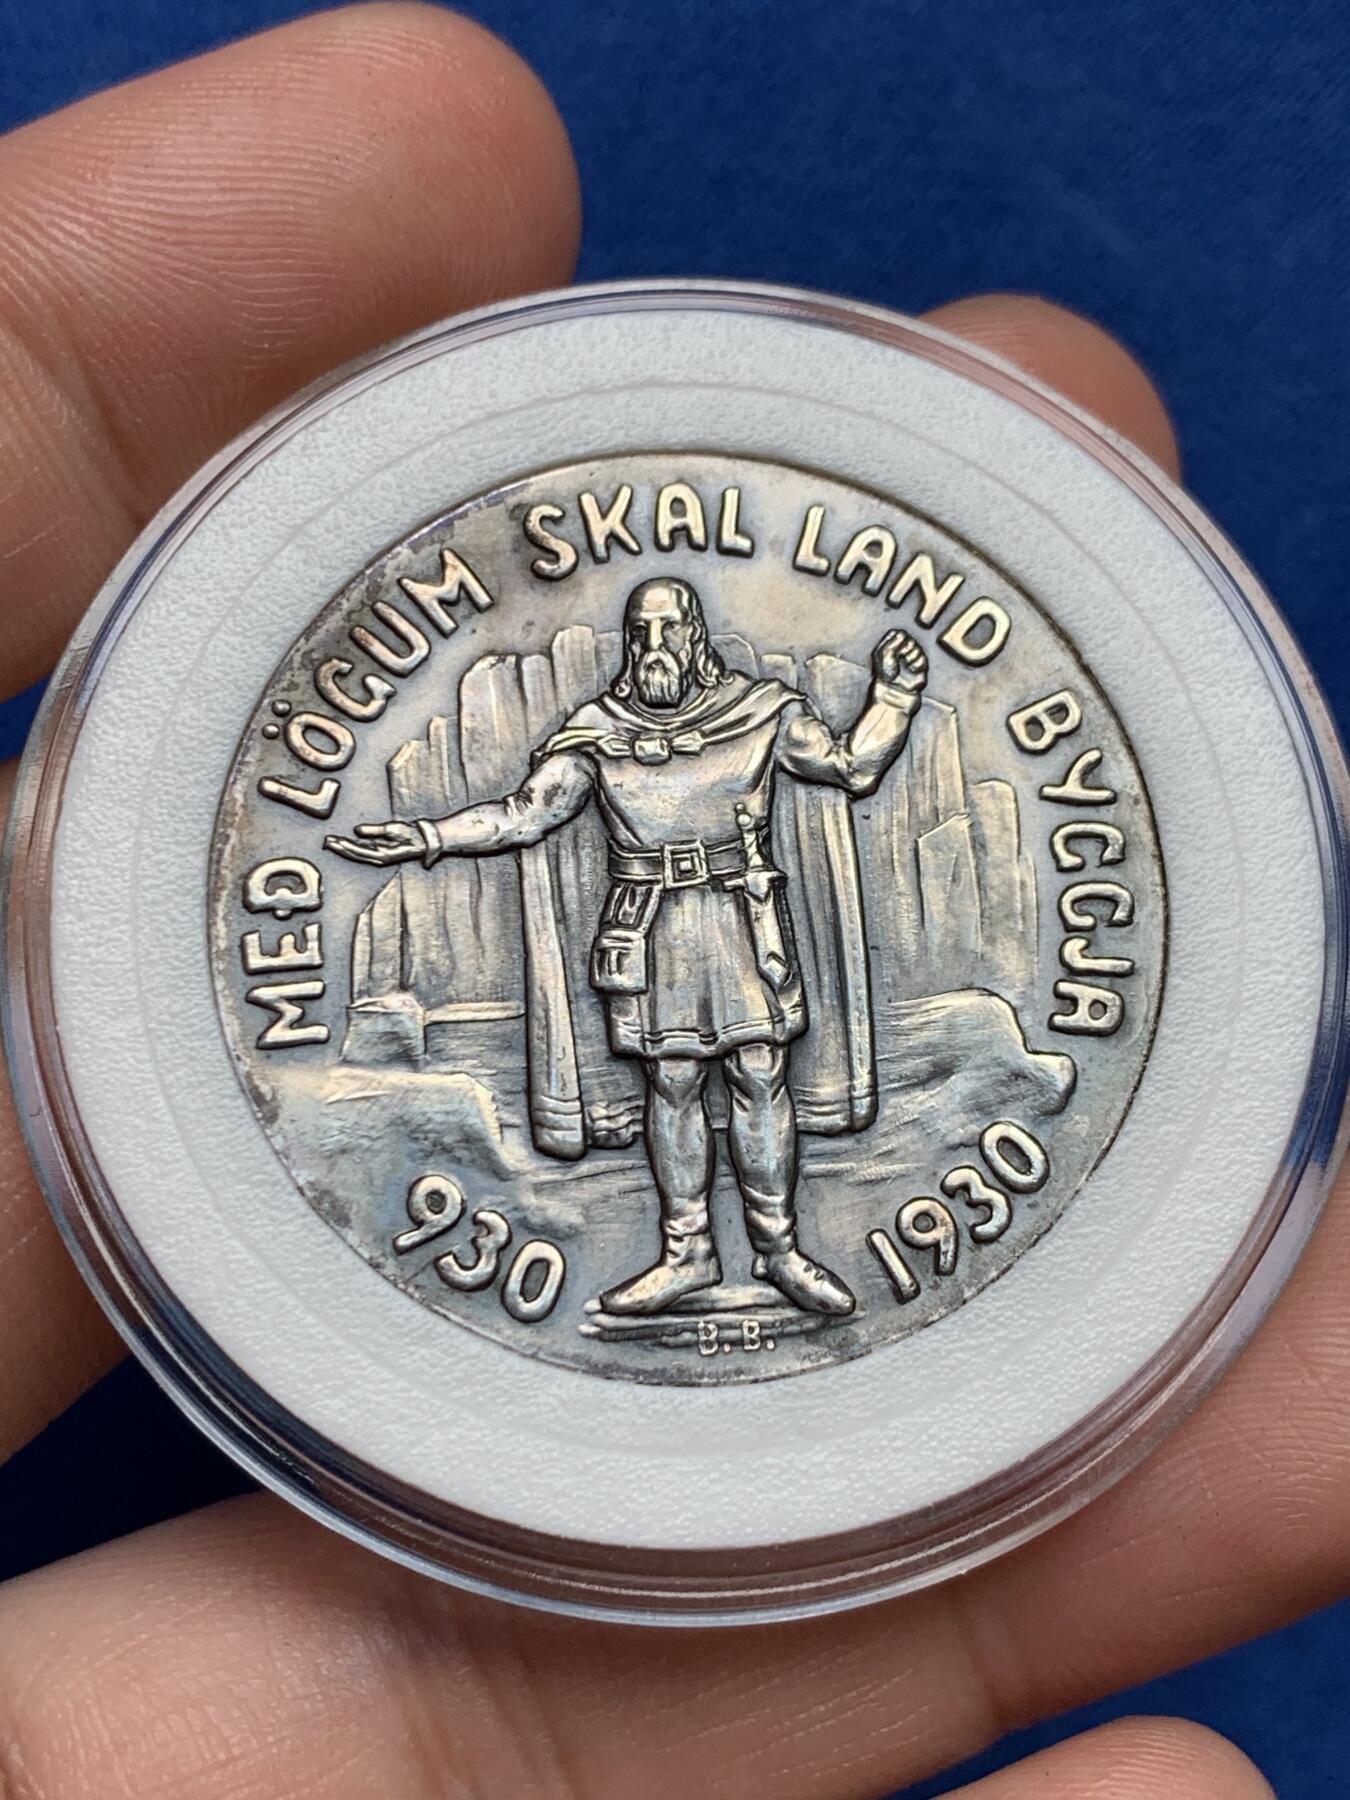 MEÐ LÖGUM SKAL LAND BYGGJA
930 1930
B. B.